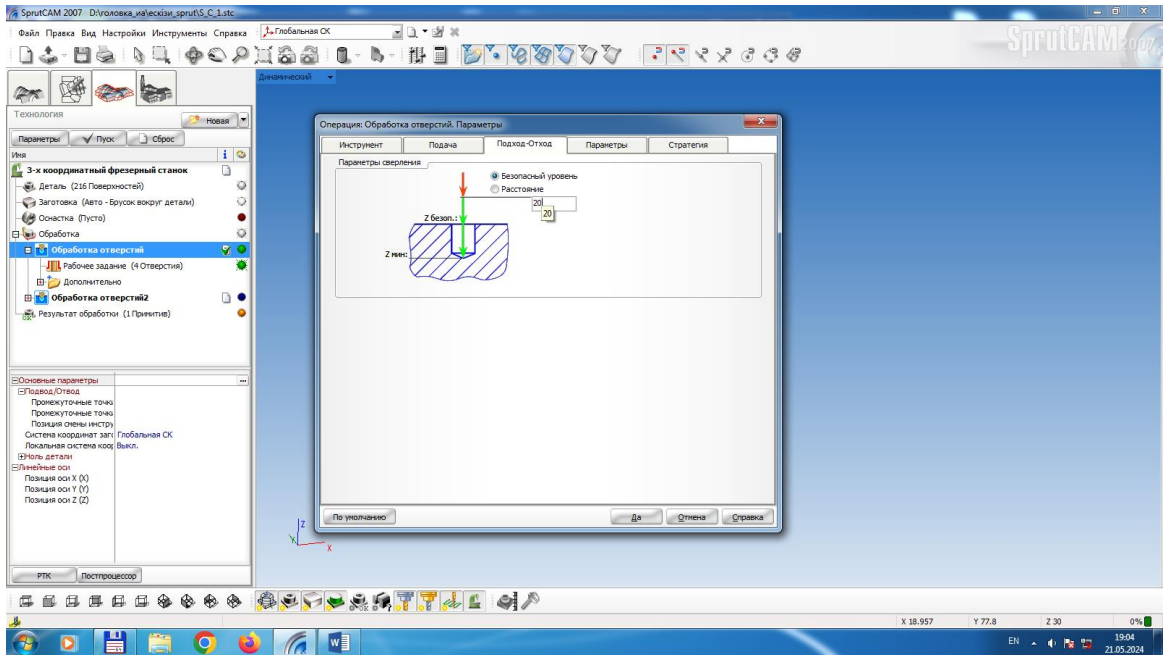 SprutCAM 2007 D:\головка_иа\ескізи_sprut\S_C_1.stc
Файл Правка Вид Настройки Инструменты Справка
Глобальная СК
SprutCAM 2007
Динамический
Технология
Новая
Параметры Пуск Сброс
Имя
3-х координатный фрезерный станок
Деталь (216 Поверхностей)
Заготовка (Авто - Брусок вокруг детали)
Оснастка (Пусто)
Обработка
Обработка отверстий
Рабочее задание (4 Отверстия)
Дополнительно
Обработка отверстий2
Результат обработки (1 Примитив)
Операция: Обработка отверстий. Параметры
Инструмент Подача Подход-Отход Параметры Стратегия
Параметры сверления
Безопасный уровень
Расстояние
20
20
Z безоп.:
Z мин:
По умолчанию Да Отмена Справка
Основные параметры ...
Подвод/Отвод
Промежуточные точки
Промежуточные точки
Позиция смены инстру
Система координат заго Глобальная СК
Локальная система коор Выкл.
Ноль детали
Линейные оси
Позиция оси X (X)
Позиция оси Y (Y)
Позиция оси Z (Z)
Z
Y
X
РТК Постпроцессор
X 18.957 Y 77.8 Z 30 0%
EN 19:04
21.05.2024